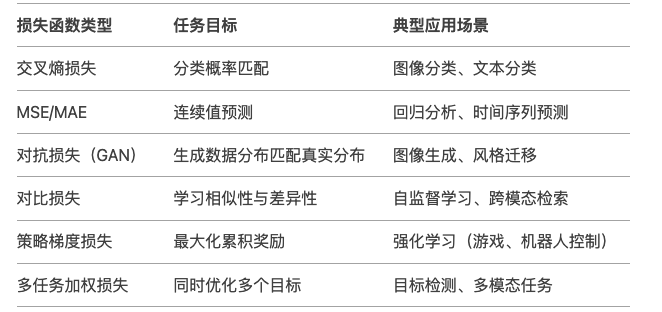 损失函数类型 任务目标 典型应用场景
交叉熵损失 分类概率匹配 图像分类、文本分类
MSE/MAE 连续值预测 回归分析、时间序列预测
对抗损失（GAN） 生成数据分布匹配真实分布 图像生成、风格迁移
对比损失 学习相似性与差异性 自监督学习、跨模态检索
策略梯度损失 最大化累积奖励 强化学习（游戏、机器人控制）
多任务加权损失 同时优化多个目标 目标检测、多模态任务